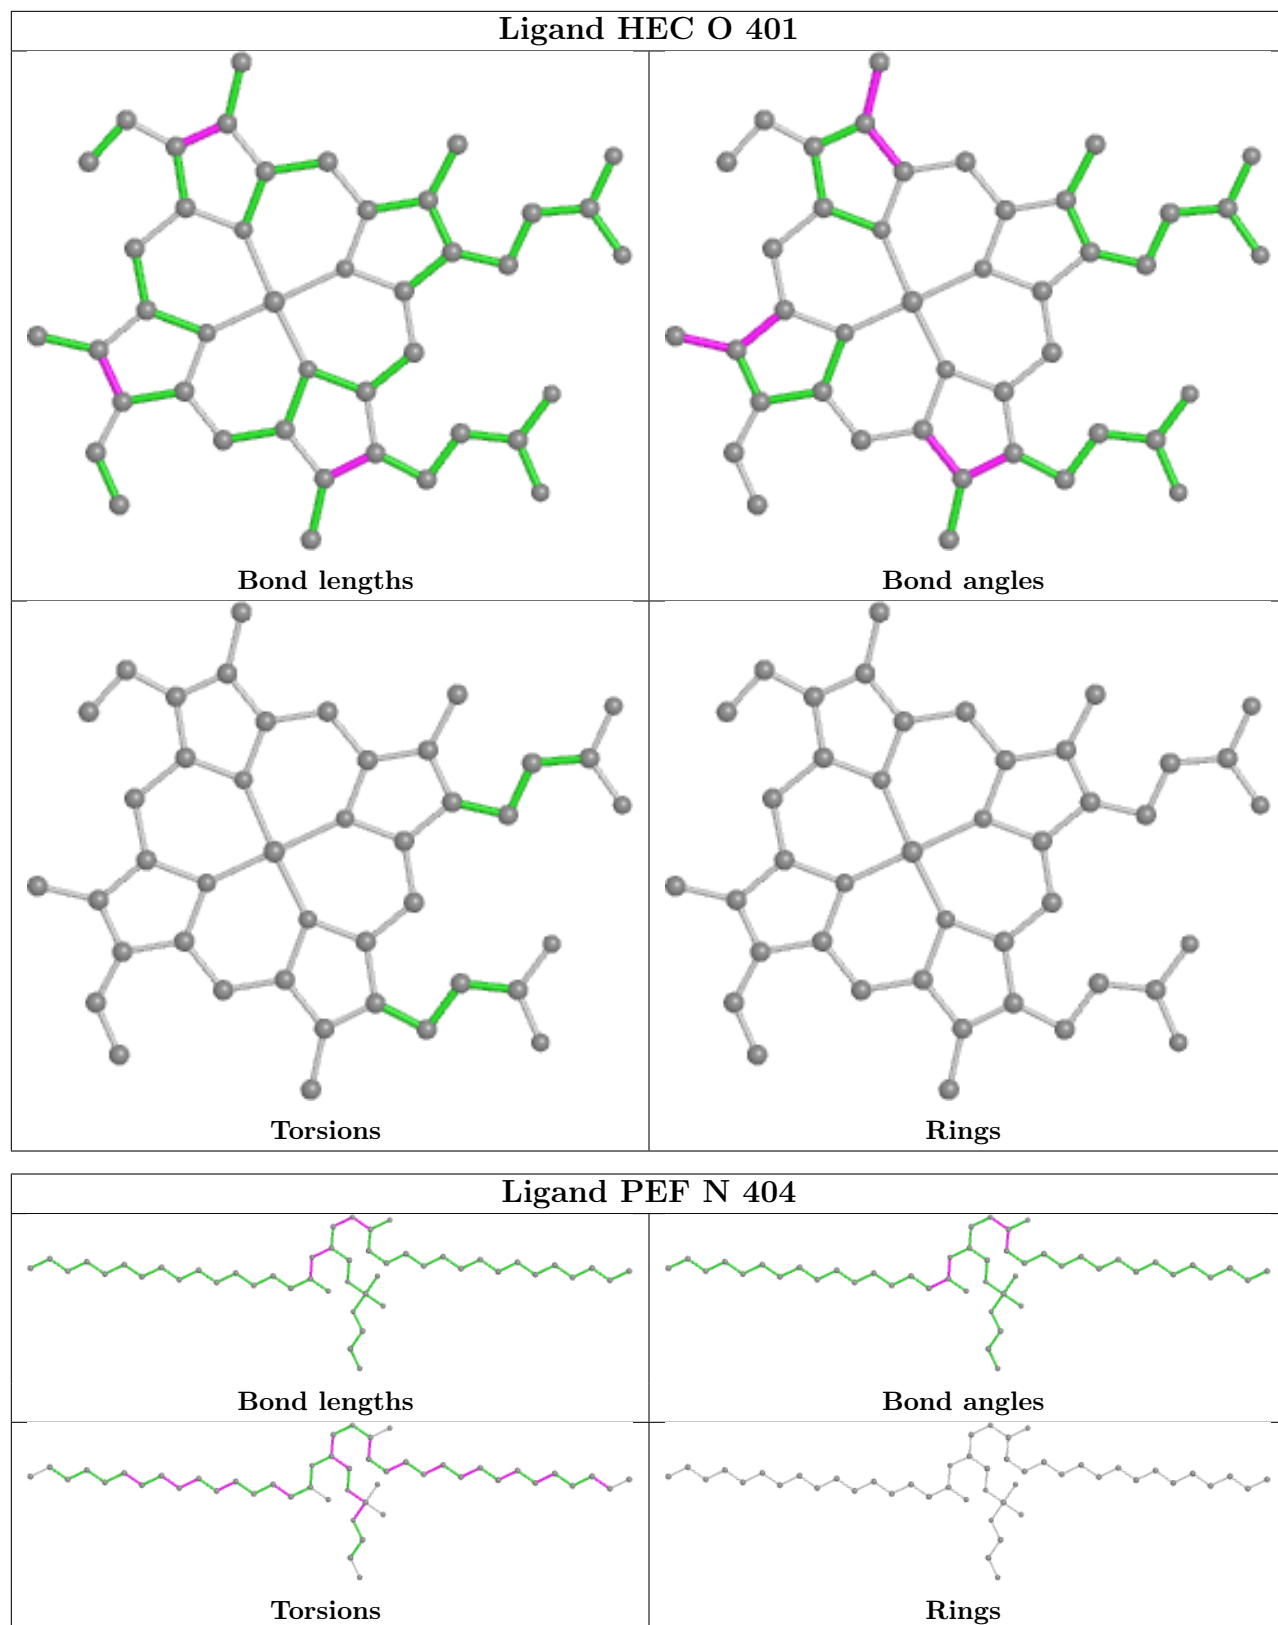 Ligand HEC O 401
Bond lengths
Bond angles
Torsions
Rings
Ligand PEF N 404
Bond lengths
Bond angles
Torsions
Rings